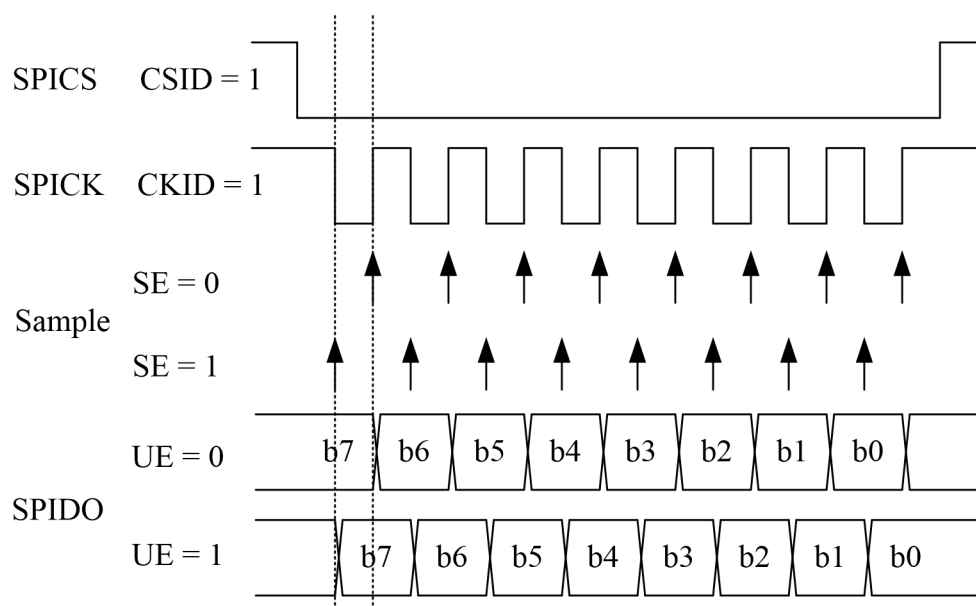 SPICS CSID = 1
SPICK CKID = 1
SE = 0
Sample
SE = 1
UE = 0 b7 b6 b5 b4 b3 b2 b1 b0
SPIDO
UE = 1 b7 b6 b5 b4 b3 b2 b1 b0